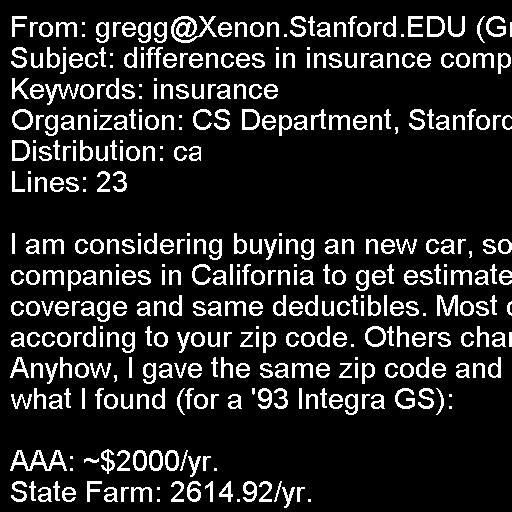 From: gregg@Xenon.Stanford.EDU (G
Subject: differences in insurance comp
Keywords: insurance
Organization: CS Department, Stanford
Distribution: ca
Lines: 23

I am considering buying an new car, so
companies in California to get estimate
coverage and same deductibles. Most
according to your zip code. Others char
Anyhow, I gave the same zip code and
what I found (for a '93 Integra GS):

AAA: ~$2000/yr.
State Farm: 2614.92/yr.